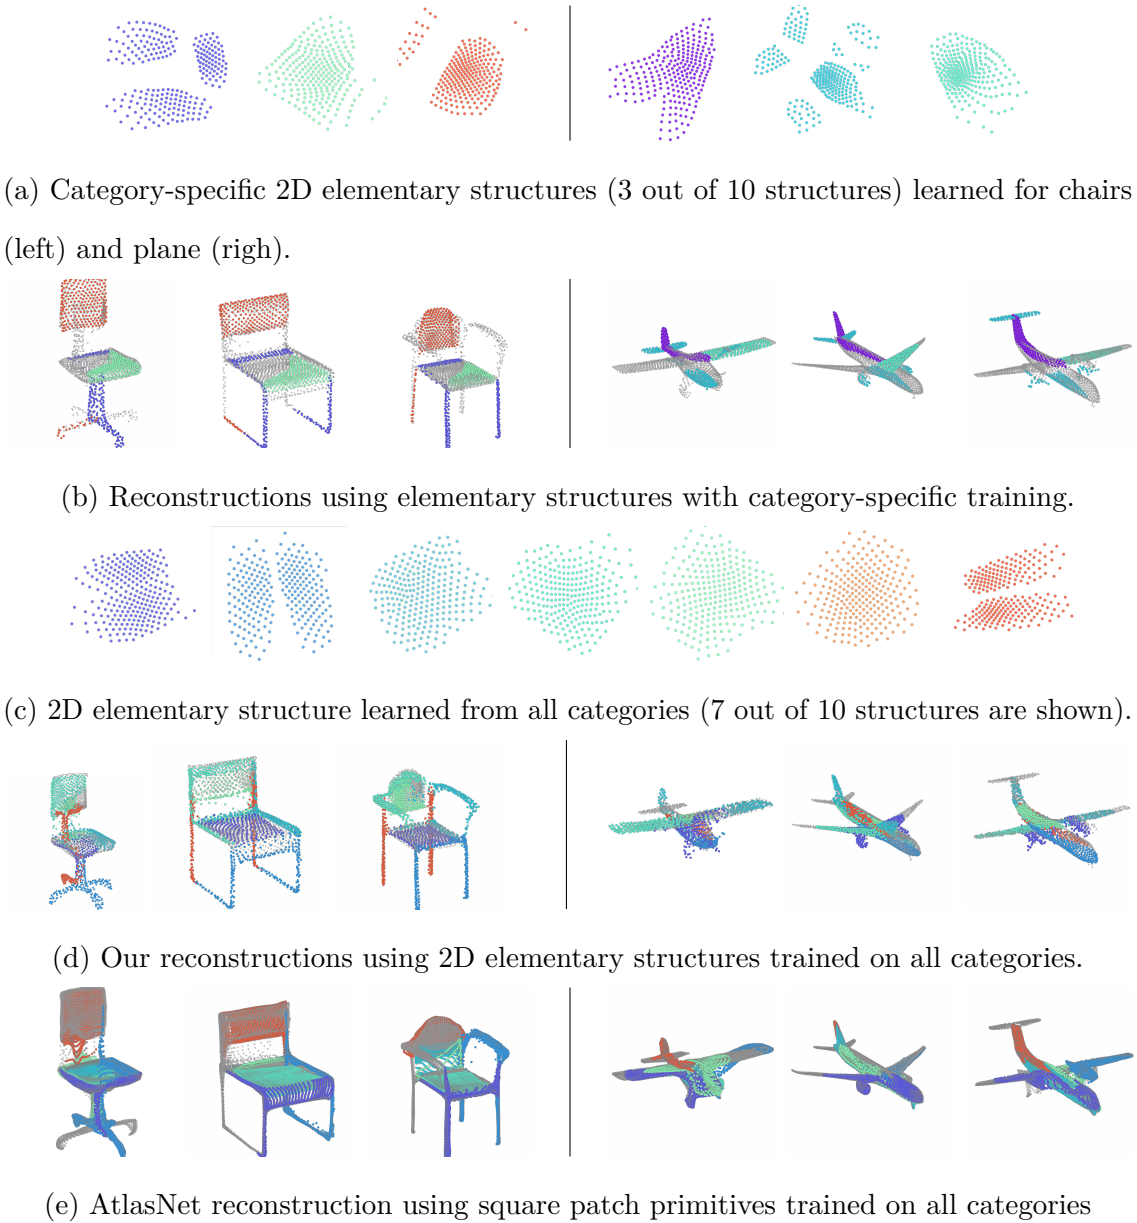 (a) Category-specific 2D elementary structures (3 out of 10 structures) learned for chairs
(left) and plane (righ).
(b) Reconstructions using elementary structures with category-specific training.
(c) 2D elementary structure learned from all categories (7 out of 10 structures are shown).
(d) Our reconstructions using 2D elementary structures trained on all categories.
(e) AtlasNet reconstruction using square patch primitives trained on all categories